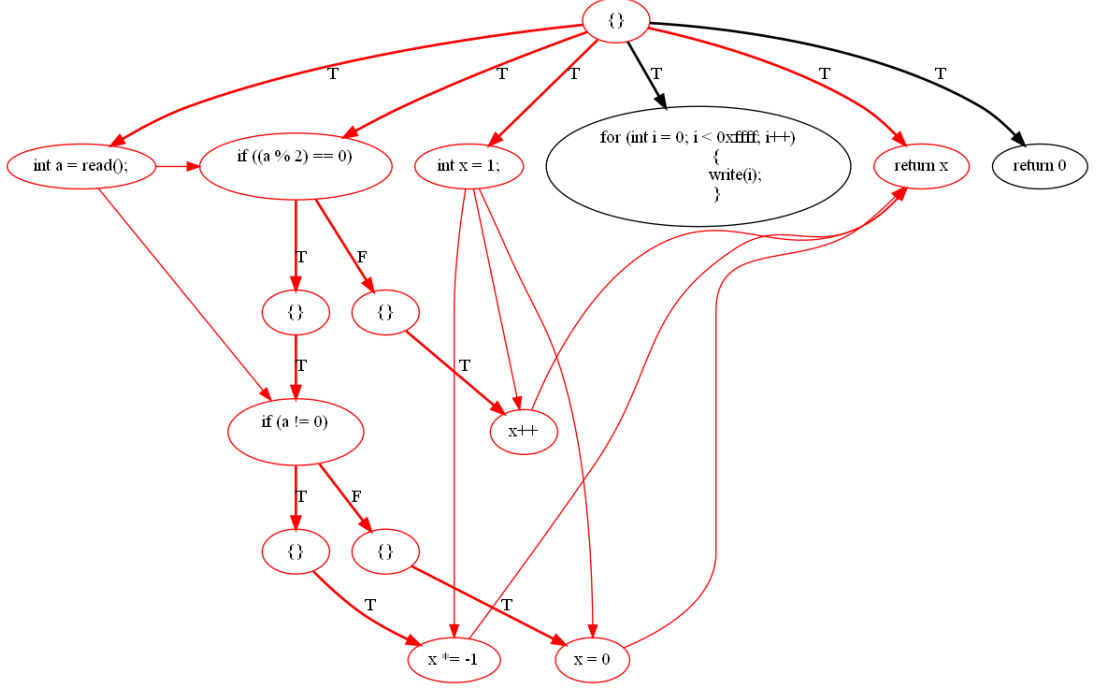 {}
T
T
T
T
T
T
int a = read();
if ((a % 2) == 0)
int x = 1;
for (int i = 0; i < 0xffff; i++)
{
write(i);
}
return x
return 0
T
F
{}
{}
T
T
if (a != 0)
x++
T
F
{}
{}
T
T
x *= -1
x = 0